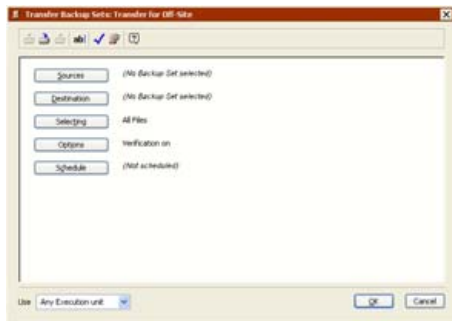 Transfer Backup Sets: Transfer for Off-Site
ab|
Sources (No Backup Set selected)
Destination (No Backup Set selected)
Selecting All Files
Options Verification on
Schedule (Not scheduled)
Use Any Execution unit OK Cancel